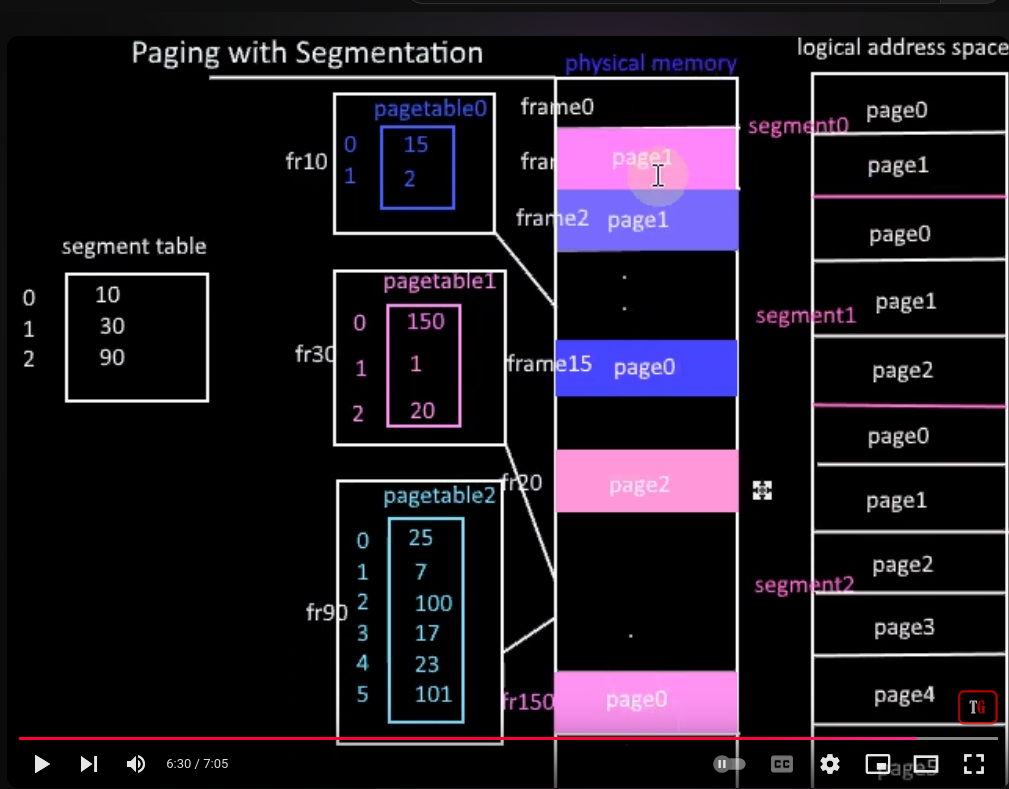 Paging with Segmentation
physical memory
logical address space
pagetable0
0 15
1 2
fr10
segment table
0 10
1 30
2 90
pagetable1
0 150
1 1
2 20
fr30
pagetable2
0 25
1 7
2 100
3 17
4 23
5 101
fr90
frame0
fram
page1
frame2 page1
frame15 page0
fr20 page2
fr150 page0
segment0
page0
page1
segment1
page0
page1
page2
segment2
page0
page1
page2
page3
page4
page5
TG
6:30 / 7:05
CC